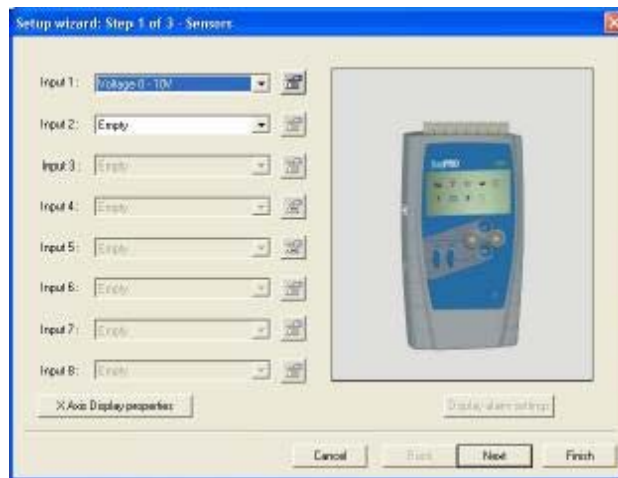 Setup wizard: Step 1 of 3 - Sensors
Input 1: Voltage 0 - 10V
Input 2: Empty
Input 3: Empty
Input 4: Empty
Input 5: Empty
Input 6: Empty
Input 7: Empty
Input 8: Empty
X Axis Display properties
Display alarm settings
Cancel
Back
Next
Finish